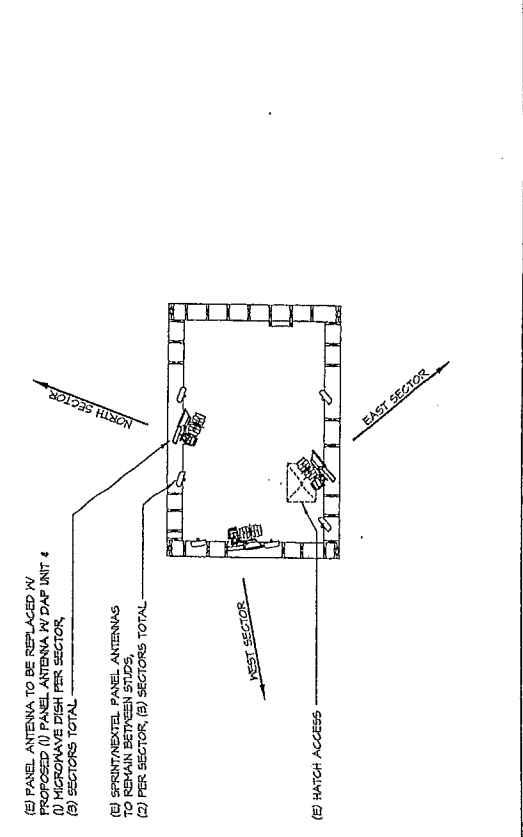 (E) PANEL ANTENNA TO BE REPLACED W/
PROPOSED (1) PANEL ANTENNA W/ DAP UNIT &
(1) MICROWAVE DISH PER SECTOR,
(3) SECTORS TOTAL
NORTH SECTOR
(E) SPRINT/NEXTEL PANEL ANTENNAS
TO REMAIN BETWEEN STUDS,
(2) PER SECTOR, (3) SECTORS TOTAL
WEST SECTOR
EAST SECTOR
(E) HATCH ACCESS